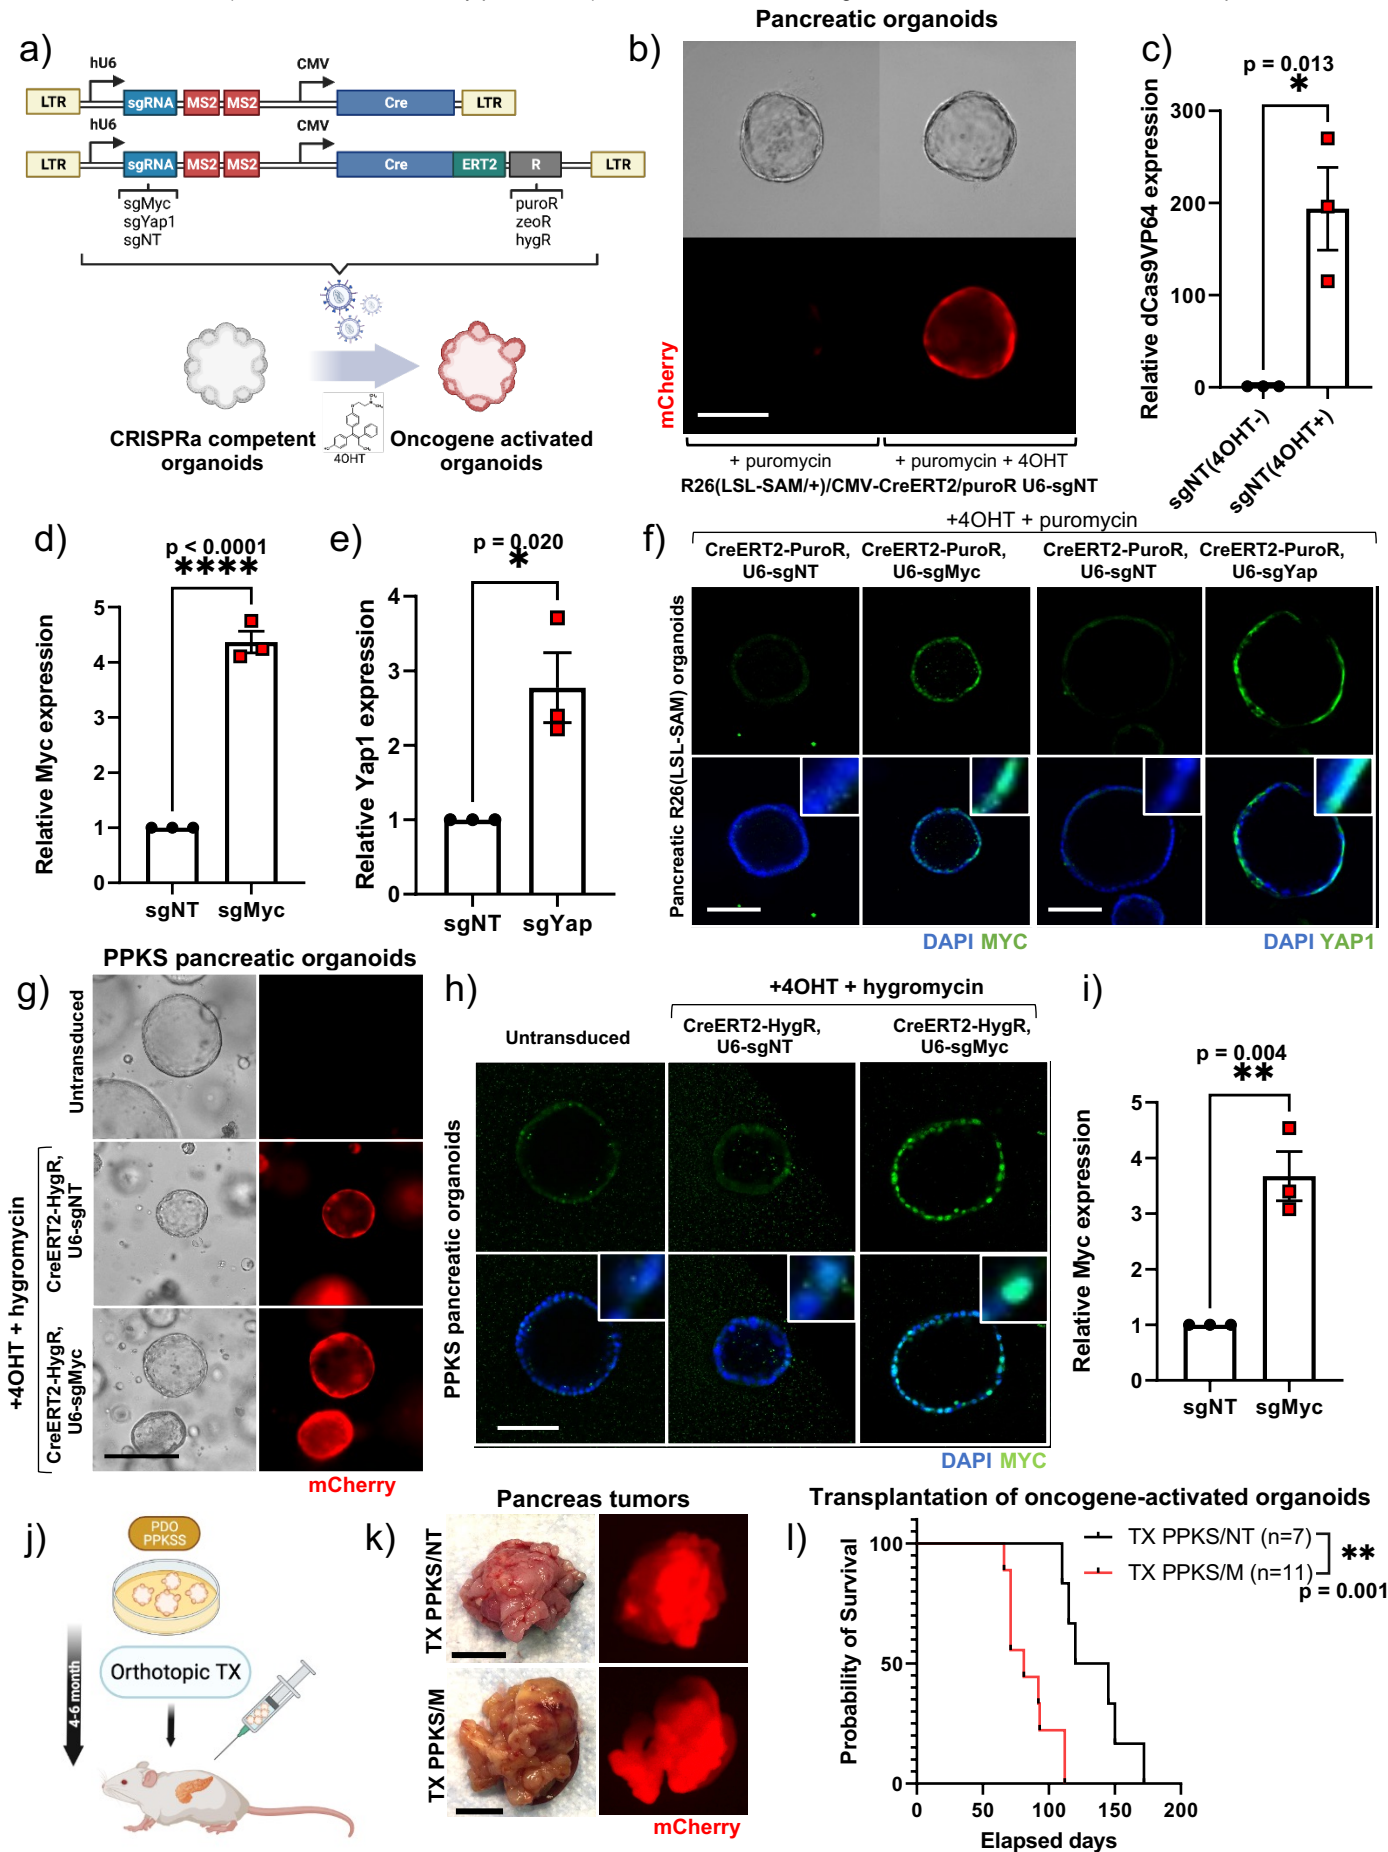 Pancreatic organoids
a)
hU6
CMV
LTR
sgRNA
MS2
MS2
Cre
LTR
hU6
CMV
LTR
sgRNA
MS2
MS2
Cre
ERT2
R
LTR
sgMyc
sgYap1
sgNT
puroR
zeoR
hygR
4OHT
CRISPRa competent
organoids
Oncogene activated
organoids
b)
mCherry
+ puromycin
+ puromycin + 4OHT
R26(LSL-SAM/+)/CMV-CreERT2/puroR U6-sgNT
c)
p = 0.013
*
Relative dCas9VP64 expression
300
200
100
0
sgNT(4OHT-)
sgNT(4OHT+)
d)
p < 0.0001
****
Relative Myc expression
5
4
3
2
1
0
sgNT
sgMyc
e)
p = 0.020
*
Relative Yap1 expression
4
3
2
1
0
sgNT
sgYap
f)
+4OHT + puromycin
CreERT2-PuroR,
U6-sgNT
CreERT2-PuroR,
U6-sgMyc
CreERT2-PuroR,
U6-sgNT
CreERT2-PuroR,
U6-sgYap
Pancreatic R26(LSL-SAM) organoids
DAPI MYC
DAPI YAP1
PPKS pancreatic organoids
g)
Untransduced
+4OHT + hygromycin
CreERT2-HygR,
U6-sgNT
CreERT2-HygR,
U6-sgMyc
mCherry
h)
+4OHT + hygromycin
Untransduced
CreERT2-HygR,
U6-sgNT
CreERT2-HygR,
U6-sgMyc
PPKS pancreatic organoids
DAPI MYC
i)
p = 0.004
**
Relative Myc expression
5
4
3
2
1
0
sgNT
sgMyc
j)
PDO
PPKSS
4-6 month
Orthotopic TX
k)
Pancreas tumors
TX PPKS/NT
TX PPKS/M
mCherry
l)
Transplantation of oncogene-activated organoids
TX PPKS/NT (n=7)
TX PPKS/M (n=11)
**
p = 0.001
Probability of Survival
100
50
0
0
50
100
150
200
Elapsed days